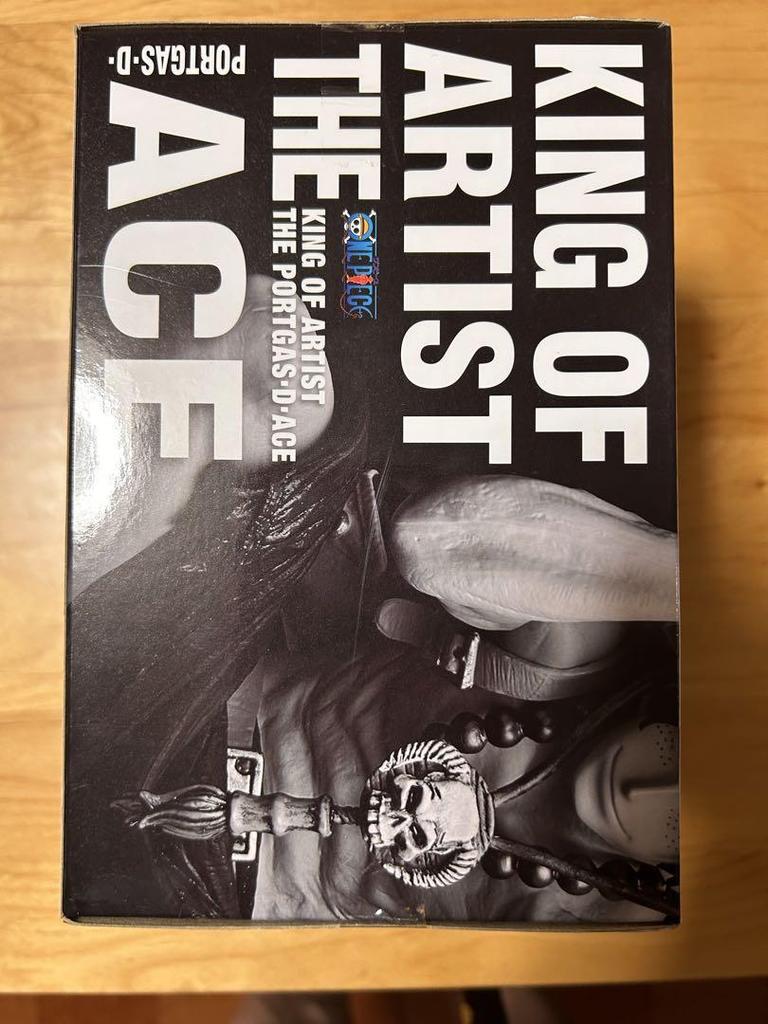 KING OF
ARTIST
THE
ONE PIECE
KING OF ARTIST
THE PORTGAS·D·ACE
PORTGAS·D·
ACE